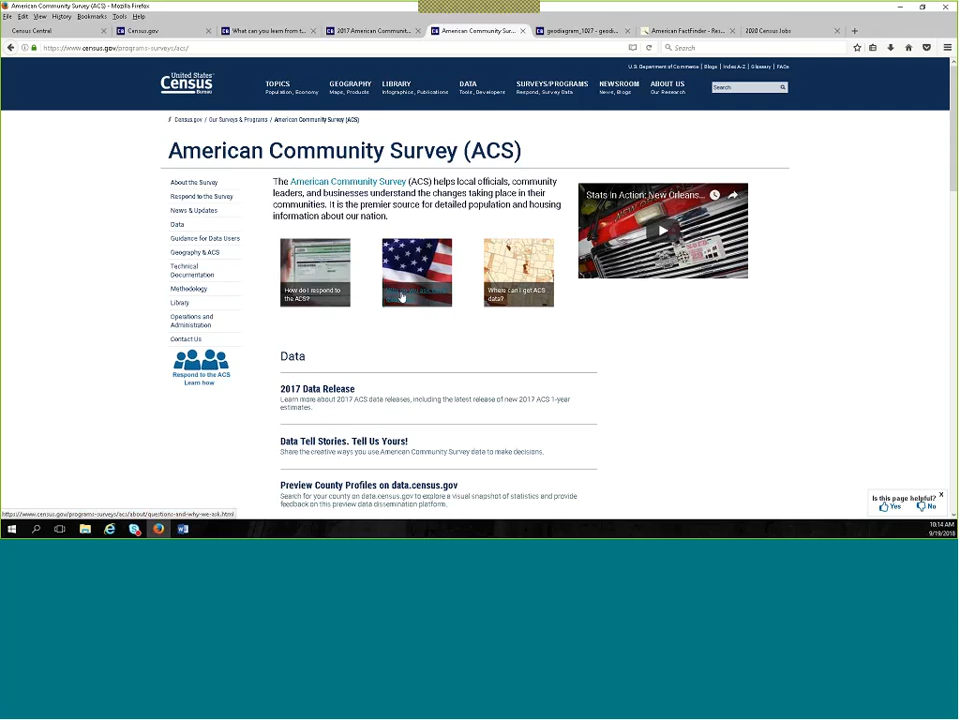 American Community Survey (ACS) - Mozilla Firefox
File Edit View History Bookmarks Tools Help
Census Central
Census.gov
What can you learn from t...
2017 American Communit...
American Community Sur...
geodiagram_1027 - geodi...
American FactFinder - Res...
2020 Census Jobs
https://www.census.gov/programs-surveys/acs/
Search
U.S. Department of Commerce | Blogs | Index A-Z | Glossary | FAQs
United States®
Census
Bureau
TOPICS
Population, Economy
GEOGRAPHY
Maps, Products
LIBRARY
Infographics, Publications
DATA
Tools, Developers
SURVEYS/PROGRAMS
Respond, Survey Data
NEWSROOM
News, Blogs
ABOUT US
Our Research
Search
Census.gov / Our Surveys & Programs / American Community Survey (ACS)
American Community Survey (ACS)
About the Survey
Respond to the Survey
News & Updates
Data
Guidance for Data Users
Geography & ACS
Technical
Documentation
Methodology
Library
Operations and
Administration
Contact Us
Respond to the ACS
Learn how
The American Community Survey (ACS) helps local officials, community
leaders, and businesses understand the changes taking place in their
communities. It is the premier source for detailed population and housing
information about our nation.
How do I respond to
the ACS?
Where can I get ACS
data?
Stats In Action: New Orleans...
Data
2017 Data Release
Learn more about 2017 ACS data releases, including the latest release of new 2017 ACS 1-year
estimates.
Data Tell Stories. Tell Us Yours!
Share the creative ways you use American Community Survey data to make decisions.
Preview County Profiles on data.census.gov
Search for your county on data.census.gov to explore a visual snapshot of statistics and provide
feedback on this preview data dissemination platform.
Is this page helpful? X
Yes No
https://www.census.gov/programs-surveys/acs/about/questions-and-why-we-ask.html
10:14 AM
9/19/2018